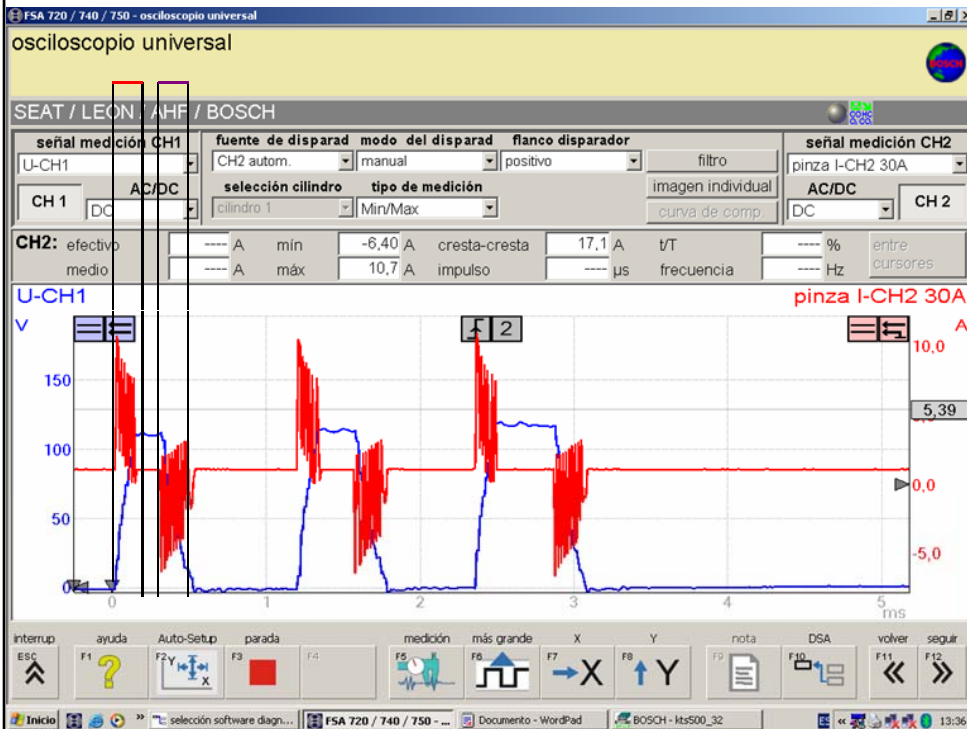 FSA 720 / 740 / 750 - osciloscopio universal
osciloscopio universal
BOSCH
SEAT / LEON / AHF / BOSCH
señal medición CH1
fuente de disparad
modo del disparad
flanco disparador
señal medición CH2
U-CH1
CH2 autom.
manual
positivo
filtro
pinza I-CH2 30A
CH 1
AC/DC
selección cilindro
tipo de medición
imagen individual
AC/DC
CH 2
DC
cilindro 1
Min/Max
curva de comp.
DC
CH2: efectivo ---- A mín -6,40 A cresta-cresta 17,1 A t/T ---- % entre cursores
medio ---- A máx 10,7 A impulso ---- µs frecuencia ---- Hz
U-CH1
pinza I-CH2 30A
V
2
A
10,0
150
5,39
100
0,0
50
-5,0
0
0 1 2 3 4 5
ms
interrup ayuda Auto-Setup parada medición más grande X Y nota DSA volver seguir
ESC F1 F2 F3 F4 F5 F6 F7 F8 F9 F10 F11 F12
? Y X X Y
Inicio » selección software diagn... FSA 720 / 740 / 750 - ... Documento - WordPad BOSCH - kts500_32 ES « 13:36